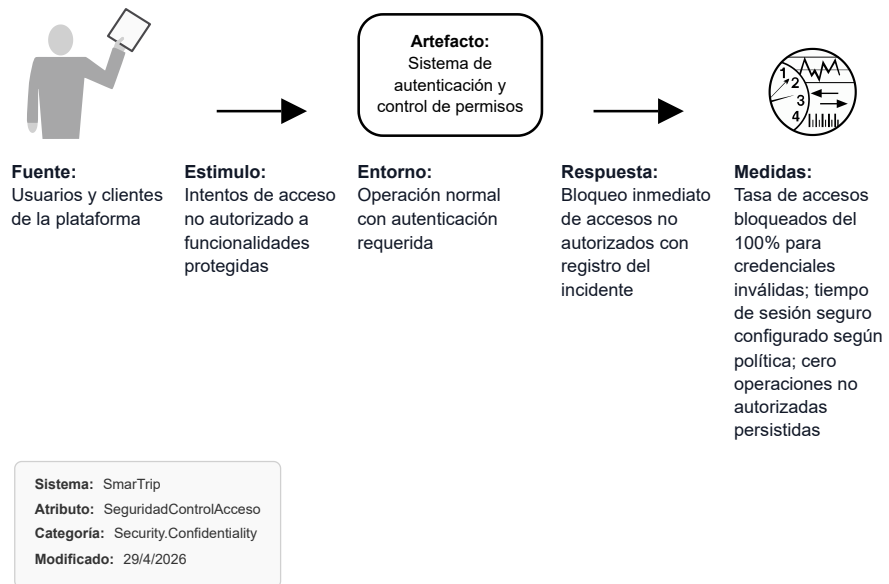 Artefacto:
Sistema de
autenticación y
control de permisos
1
2
3
4
Fuente:
Usuarios y clientes
de la plataforma
Estimulo:
Intentos de acceso
no autorizado a
funcionalidades
protegidas
Entorno:
Operación normal
con autenticación
requerida
Respuesta:
Bloqueo inmediato
de accesos no
autorizados con
registro del
incidente
Medidas:
Tasa de accesos
bloqueados del
100% para
credenciales
inválidas; tiempo
de sesión seguro
configurado según
política; cero
operaciones no
autorizadas
persistidas
Sistema: SmarTrip
Atributo: SeguridadControlAcceso
Categoría: Security.Confidentiality
Modificado: 29/4/2026